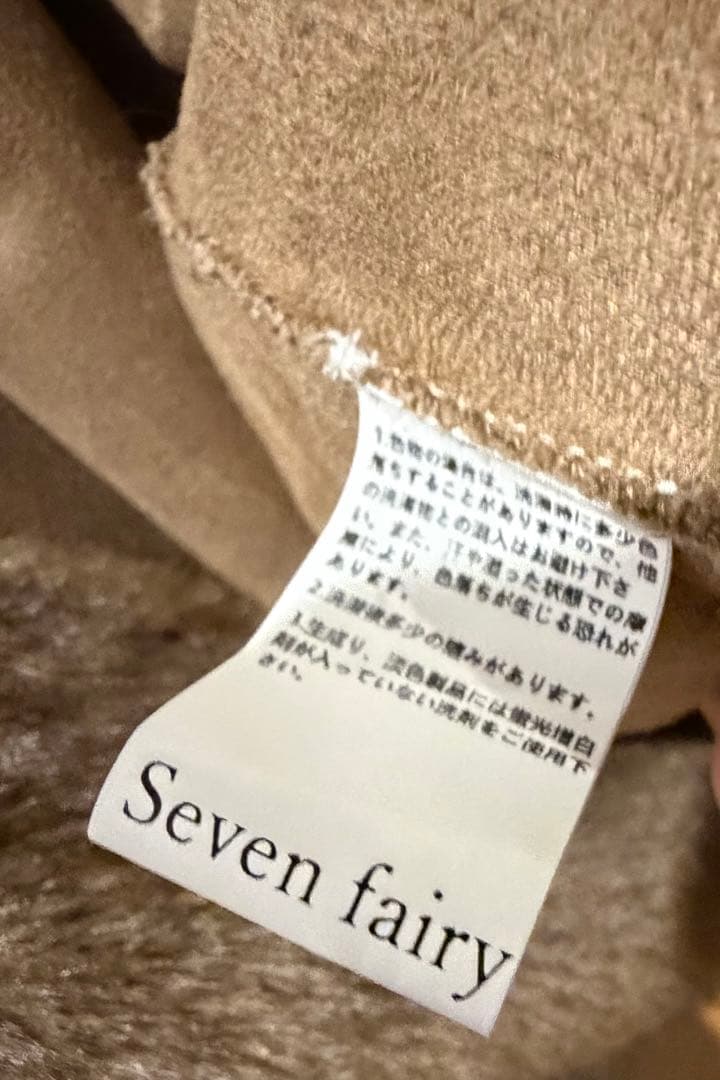 1.色物の場合は、洗濯時に多少色
落ちすることがありますので、他
の洗濯物との混入はお避け下さ
い。また、汗や湿った状態での摩
擦により、色落ちが生じる恐れが
あります。
2.洗濯後多少の縮みがあります。
3.生成り、淡色製品には蛍光増白
剤が入っていない洗剤をご使用下
さい。
Seven fairy